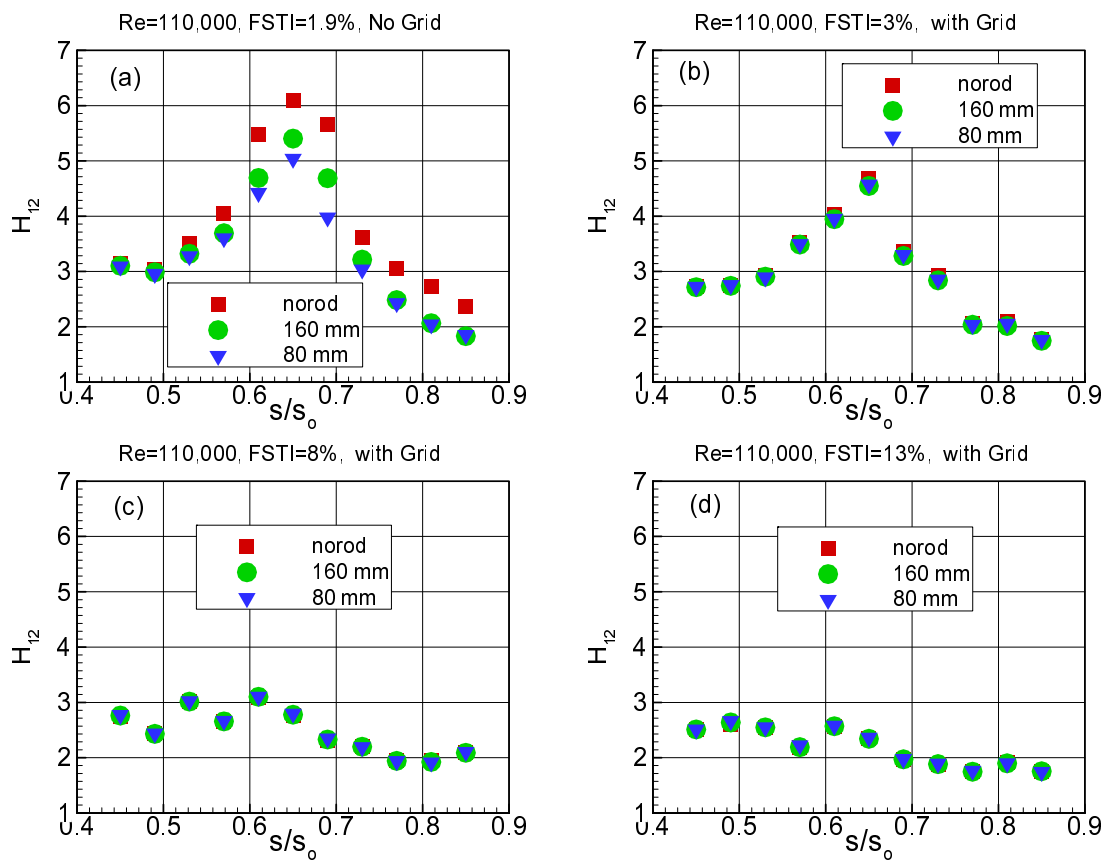 Re=110,000, FSTI=1.9%, No Grid
7
6
5
4
3
2
1
H12
(a)
norod
160 mm
80 mm
0.4 0.5 0.6 0.7 0.8 0.9
s/so
Re=110,000, FSTI=3%, with Grid
7
6
5
4
3
2
1
H12
(b)
norod
160 mm
80 mm
0.4 0.5 0.6 0.7 0.8 0.9
s/so
Re=110,000, FSTI=8%, with Grid
7
6
5
4
3
2
1
H12
(c)
norod
160 mm
80 mm
0.4 0.5 0.6 0.7 0.8 0.9
s/so
Re=110,000, FSTI=13%, with Grid
7
6
5
4
3
2
1
H12
(d)
norod
160 mm
80 mm
0.4 0.5 0.6 0.7 0.8 0.9
s/so